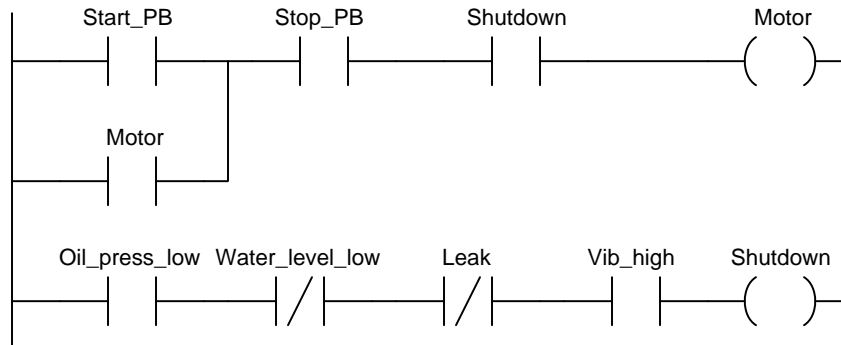 Start_PB Stop_PB Shutdown Motor
Motor
Oil_press_low Water_level_low Leak Vib_high Shutdown